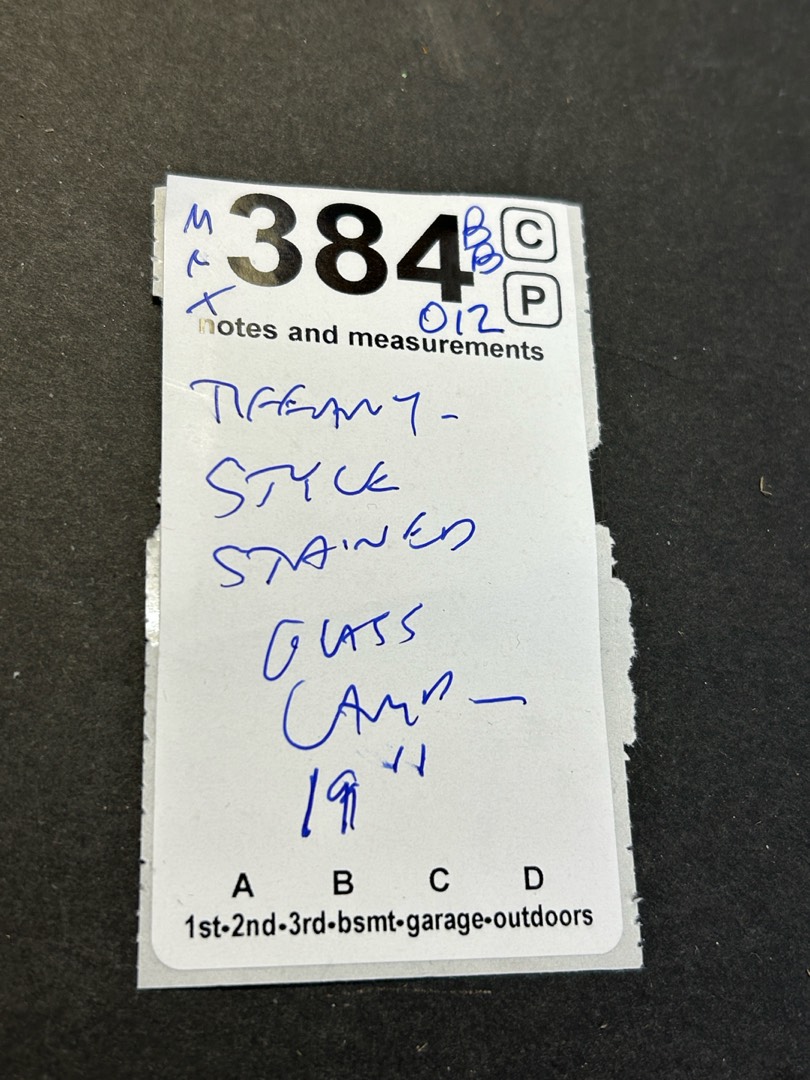 384
C
P
BB
012
notes and measurements
TIFFANY-
STYLE
STAINED
GLASS
LAMP -
19"
A B C D
1st•2nd•3rd•bsmt•garage•outdoors